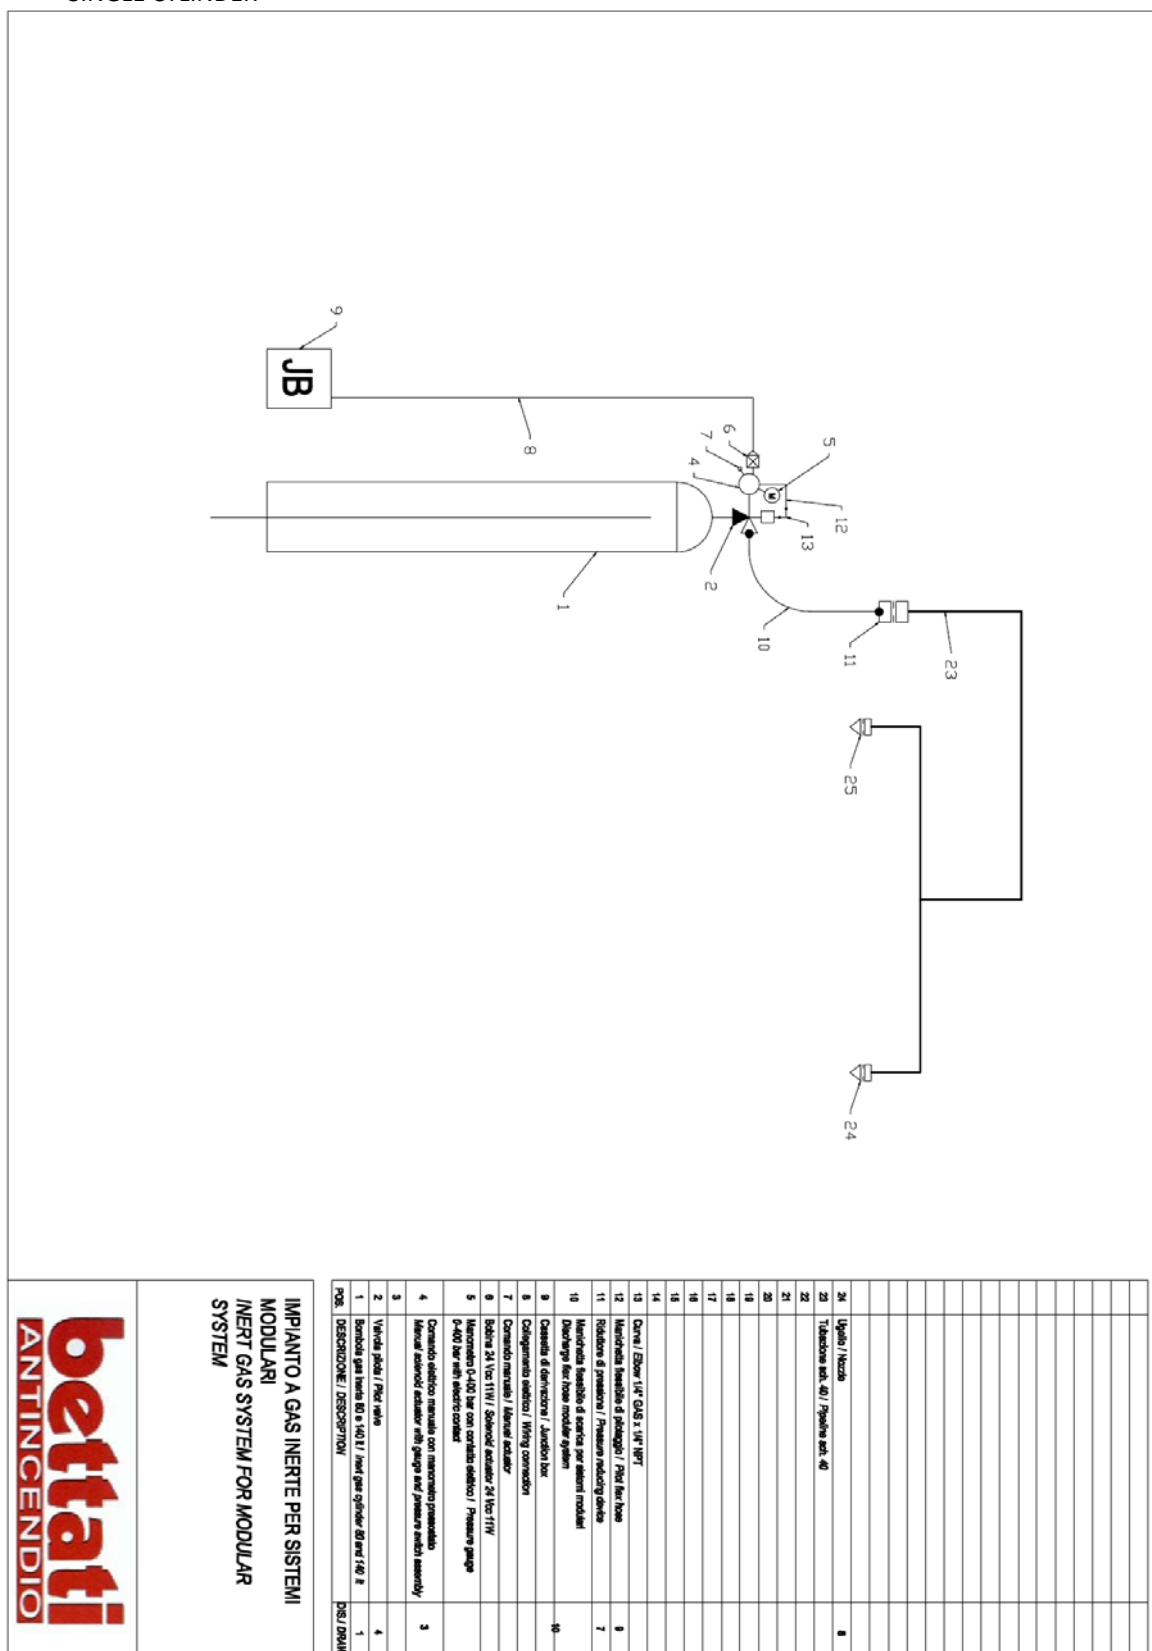 SINGLE CYLINDER
9
JB
8
6
7
4
5
M
12
13
2
1
10
11
23
25
24
24 Ugello / Nozzle 8
23 Tubazione sch. 40 / Pipeline sch. 40
22
21
20
19
18
17
16
15
14
13 Curva / Elbow 1/4" GAS x 1/4" NPT
12 Manichetta flessibile di pilotaggio / Pilot flex hose 9
11 Riduttore di pressione / Pressure reducing device 7
10 Manichetta flessibile di scarica per sistemi modulari
Discharge flex hose modular system 10
9 Cassetta di derivazione / Junction box
8 Collegamento elettrico / Wiring connection
7 Comando manuale / Manual actuator
6 Bobina 24 Vcc 11W / Solenoid actuator 24 Vcc 11W
5 Manometro 0-400 bar con contatto elettrico / Pressure gauge
0-400 bar with electric contact
4 Comando elettrico manuale con manometro pressostato
Manual solenoid actuator with gauge and pressure switch assembly 3
3
2 Valvola pilota / Pilot valve 4
1 Bombola gas inerte 80 e 140 lt / Inert gas cylinder 80 and 140 lt 1
POS. DESCRIZIONE / DESCRIPTION DIS./
IMPIANTO A GAS INERTE PER SISTEMI
MODULARI
INERT GAS SYSTEM FOR MODULAR
SYSTEM
bettati
ANTINCENDIO